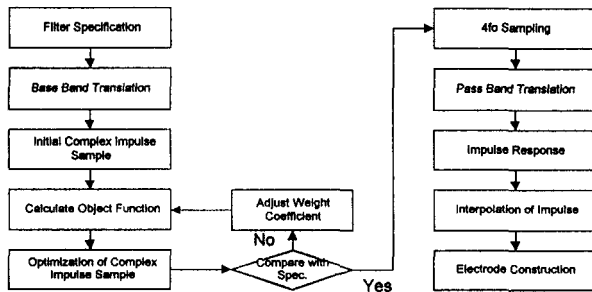 Filter Specification
Base Band Translation
Initial Complex Impulse
Sample
Calculate Object Function
Optimization of Complex
Impulse Sample
Adjust Weight
Coefficient
No
Compare with
Spec.
Yes
4fo Sampling
Pass Band Translation
Impulse Response
Interpolation of Impulse
Electrode Construction